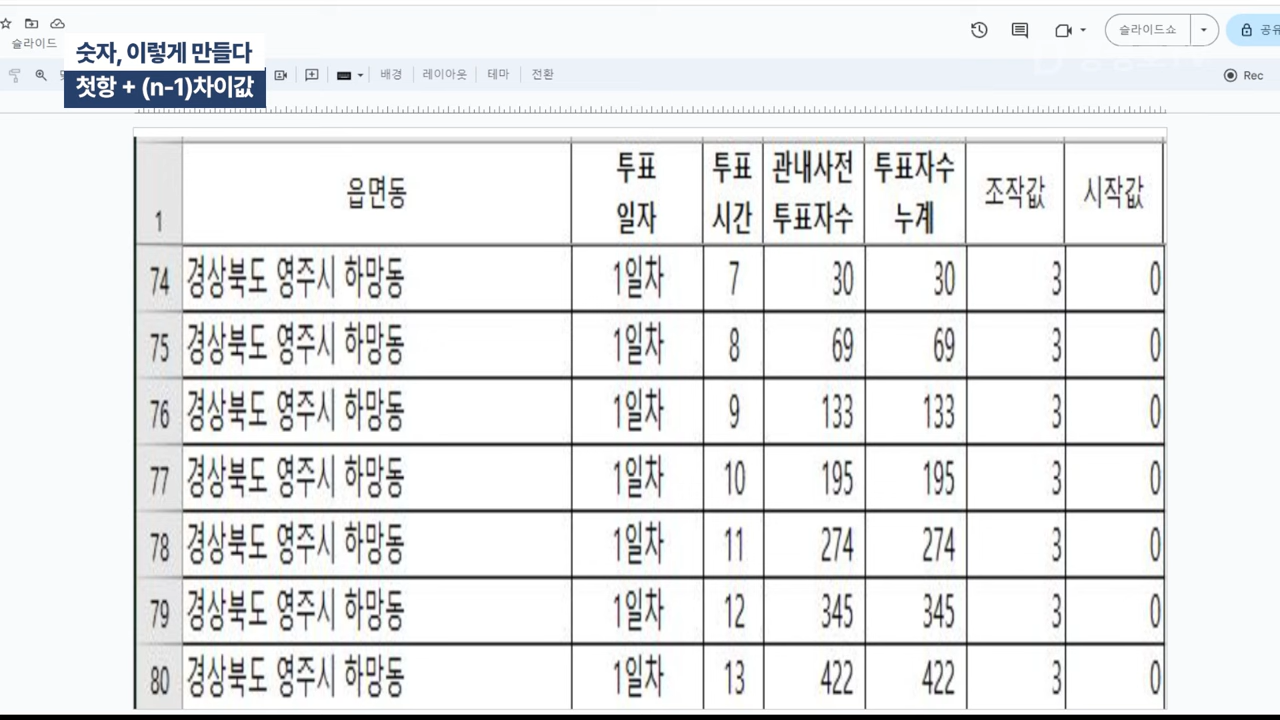 슬라이드
숫자, 이렇게 만들다
첫항 + (n-1)차이값
배경 레이아웃 테마 전환
슬라이드쇼
공유
Rec
1 읍면동 투표 일자 투표 시간 관내사전 투표자수 투표자수 누계 조작값 시작값
74 경상북도 영주시 하망동 1일차 7 30 30 3 0
75 경상북도 영주시 하망동 1일차 8 69 69 3 0
76 경상북도 영주시 하망동 1일차 9 133 133 3 0
77 경상북도 영주시 하망동 1일차 10 195 195 3 0
78 경상북도 영주시 하망동 1일차 11 274 274 3 0
79 경상북도 영주시 하망동 1일차 12 345 345 3 0
80 경상북도 영주시 하망동 1일차 13 422 422 3 0